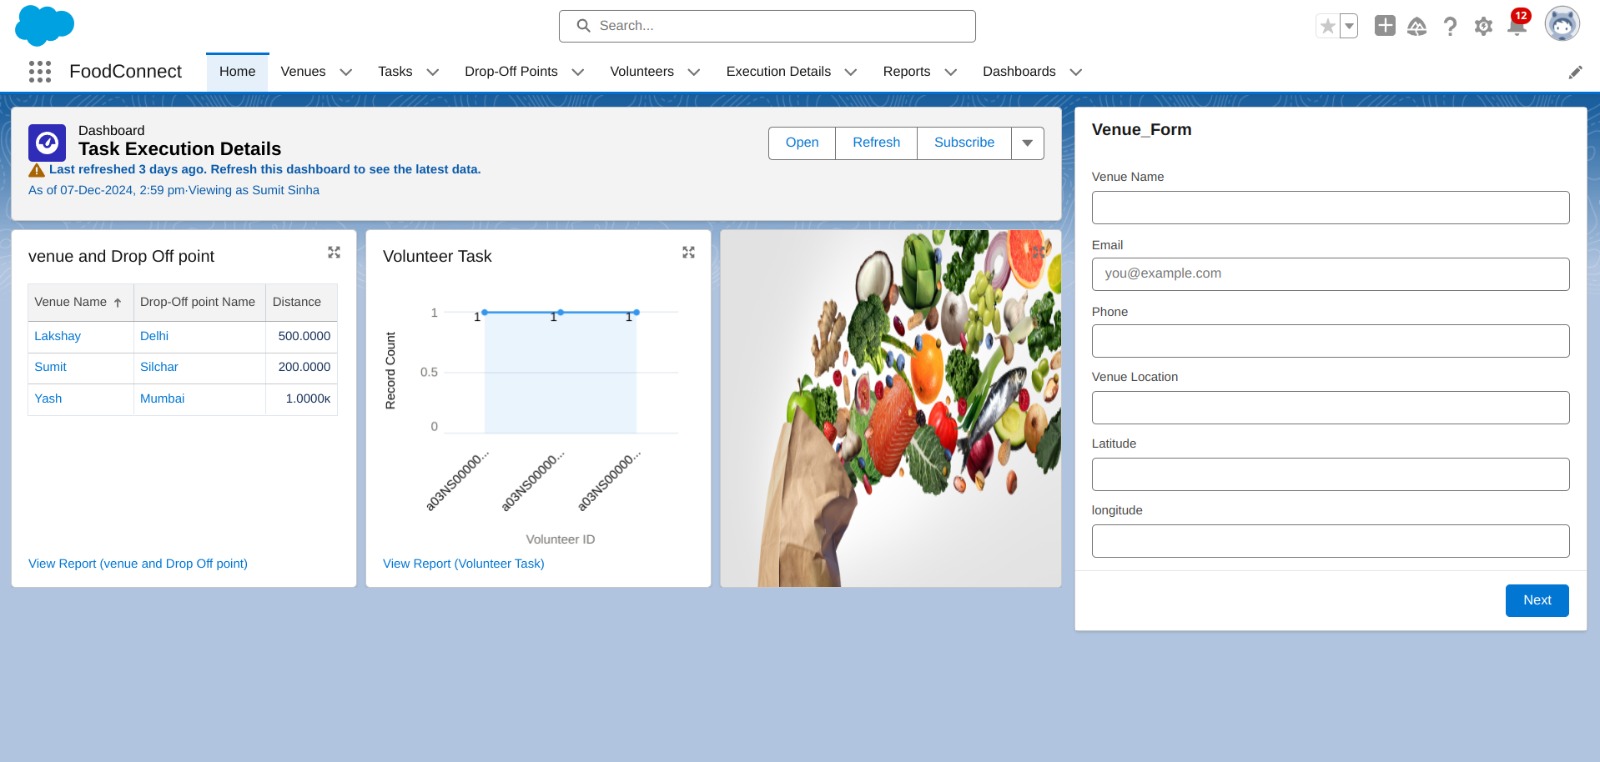 Search...
12
FoodConnect
Home
Venues
Tasks
Drop-Off Points
Volunteers
Execution Details
Reports
Dashboards
Dashboard
Task Execution Details
Last refreshed 3 days ago. Refresh this dashboard to see the latest data.
As of 07-Dec-2024, 2:59 pm·Viewing as Sumit Sinha
Open
Refresh
Subscribe
venue and Drop Off point
Venue Name ↑ Drop-Off point Name Distance
Lakshay Delhi 500.0000
Sumit Silchar 200.0000
Yash Mumbai 1.0000K
View Report (venue and Drop Off point)
Volunteer Task
Record Count
1
0.5
0
1 1 1
a03NS00000... a03NS00000... a03NS00000...
Volunteer ID
View Report (Volunteer Task)
Venue_Form
Venue Name
Email
you@example.com
Phone
Venue Location
Latitude
longitude
Next